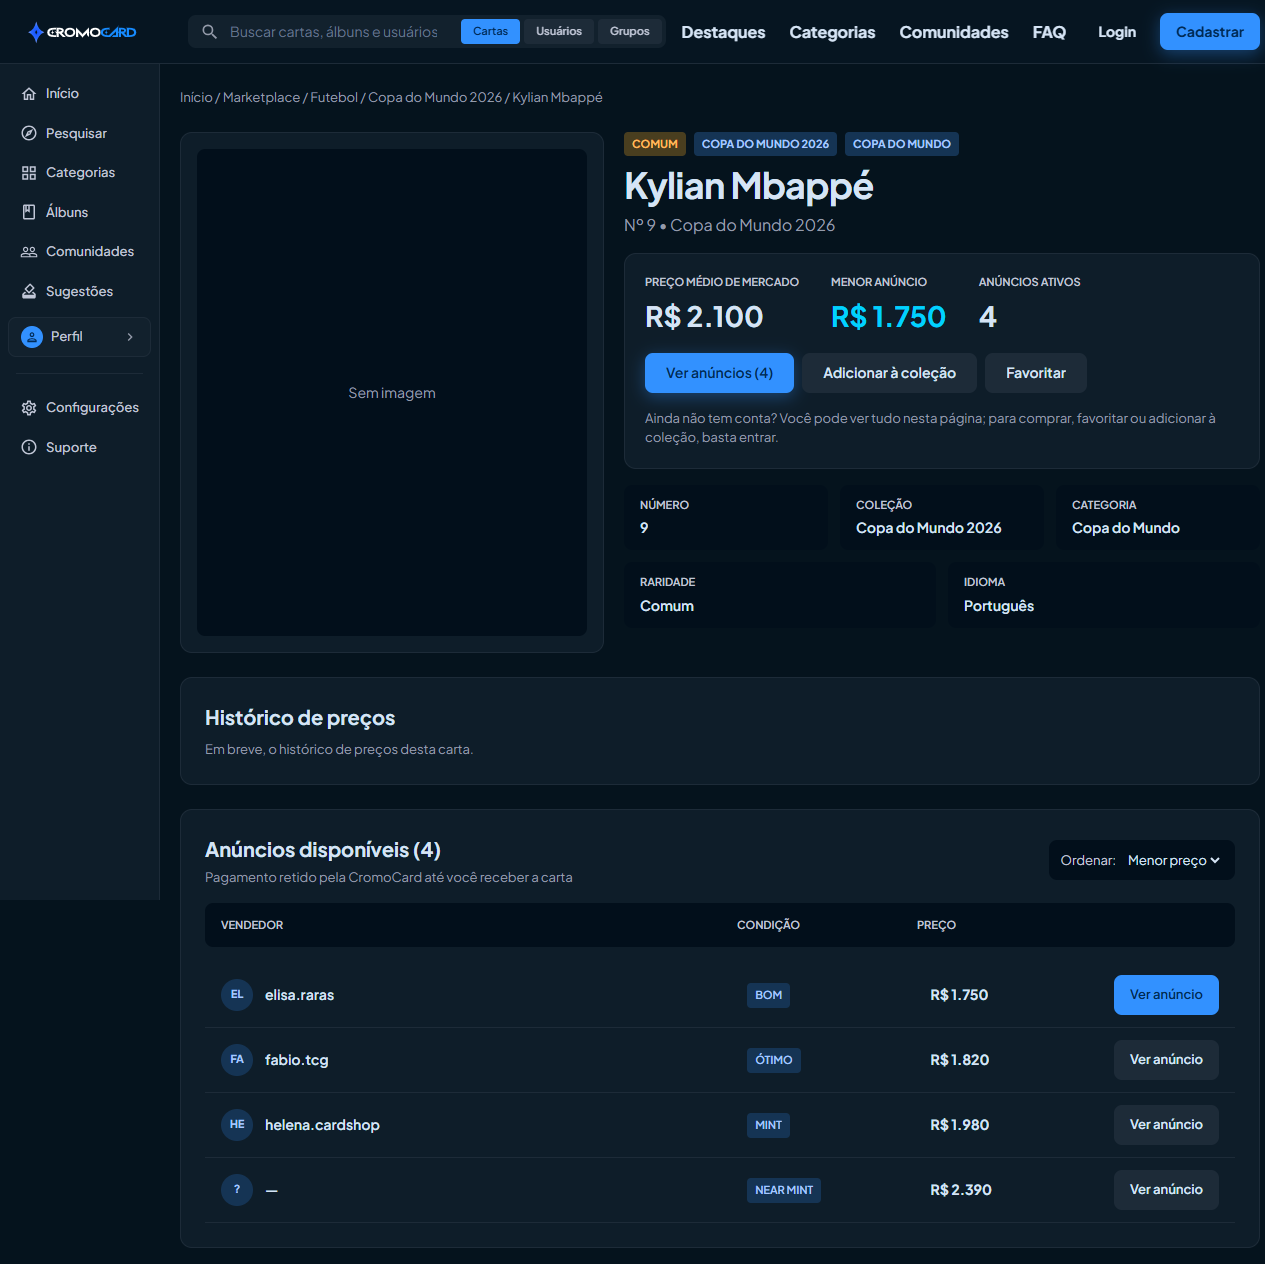 CROMOCARD
Buscar cartas, álbuns e usuários
Cartas
Usuários
Grupos
Destaques
Categorias
Comunidades
FAQ
Login
Cadastrar
Início
Pesquisar
Categorias
Álbuns
Comunidades
Sugestões
Perfil
Configurações
Suporte
Início / Marketplace / Futebol / Copa do Mundo 2026 / Kylian Mbappé
Sem imagem
COMUM
COPA DO MUNDO 2026
COPA DO MUNDO
Kylian Mbappé
Nº 9 • Copa do Mundo 2026
PREÇO MÉDIO DE MERCADO
MENOR ANÚNCIO
ANÚNCIOS ATIVOS
R$ 2.100
R$ 1.750
4
Ver anúncios (4)
Adicionar à coleção
Favoritar
Ainda não tem conta? Você pode ver tudo nesta página; para comprar, favoritar ou adicionar à
coleção, basta entrar.
NÚMERO
9
COLEÇÃO
Copa do Mundo 2026
CATEGORIA
Copa do Mundo
RARIDADE
Comum
IDIOMA
Português
Histórico de preços
Em breve, o histórico de preços desta carta.
Anúncios disponíveis (4)
Pagamento retido pela CromoCard até você receber a carta
Ordenar: Menor preço
VENDEDOR
CONDIÇÃO
PREÇO
EL elisa.raras BOM R$ 1.750 Ver anúncio
FA fabio.tcg ÓTIMO R$ 1.820 Ver anúncio
HE helena.cardshop MINT R$ 1.980 Ver anúncio
? — NEAR MINT R$ 2.390 Ver anúncio